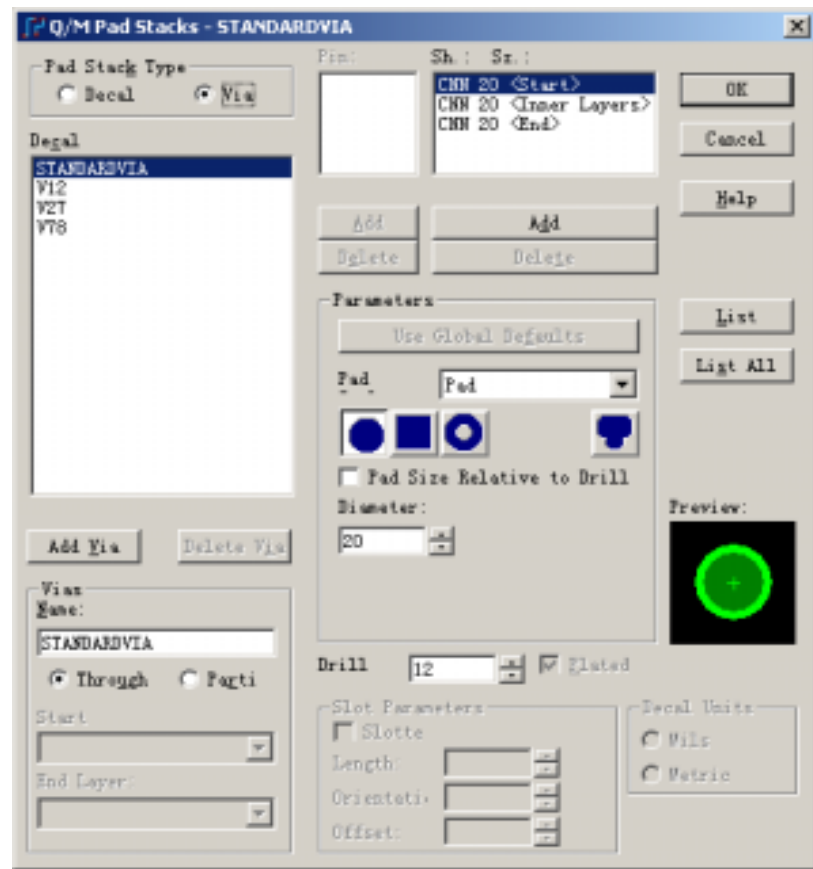 Q/M Pad Stacks - STANDARDVIA
Pad Stack Type
Decal
Via
Decal
STANDARDVIA
V12
V27
V78
Add Via
Delete Via
Vias
Name:
STANDARDVIA
Through
Parti
Start
End Layer:
Pin:
Sh.: Sz.:
CNN 20 <Start>
CNN 20 <Inner Layers>
CNN 20 <End>
Add
Add
Delete
Delete
Parameters
Use Global Defaults
Pad
Pad
Pad Size Relative to Drill
Diameter:
20
Drill
12
Plated
Slot Parameters
Slotte
Length:
Orientati
Offset:
OK
Cancel
Help
List
List All
Preview:
Decal Units
Mils
Metric